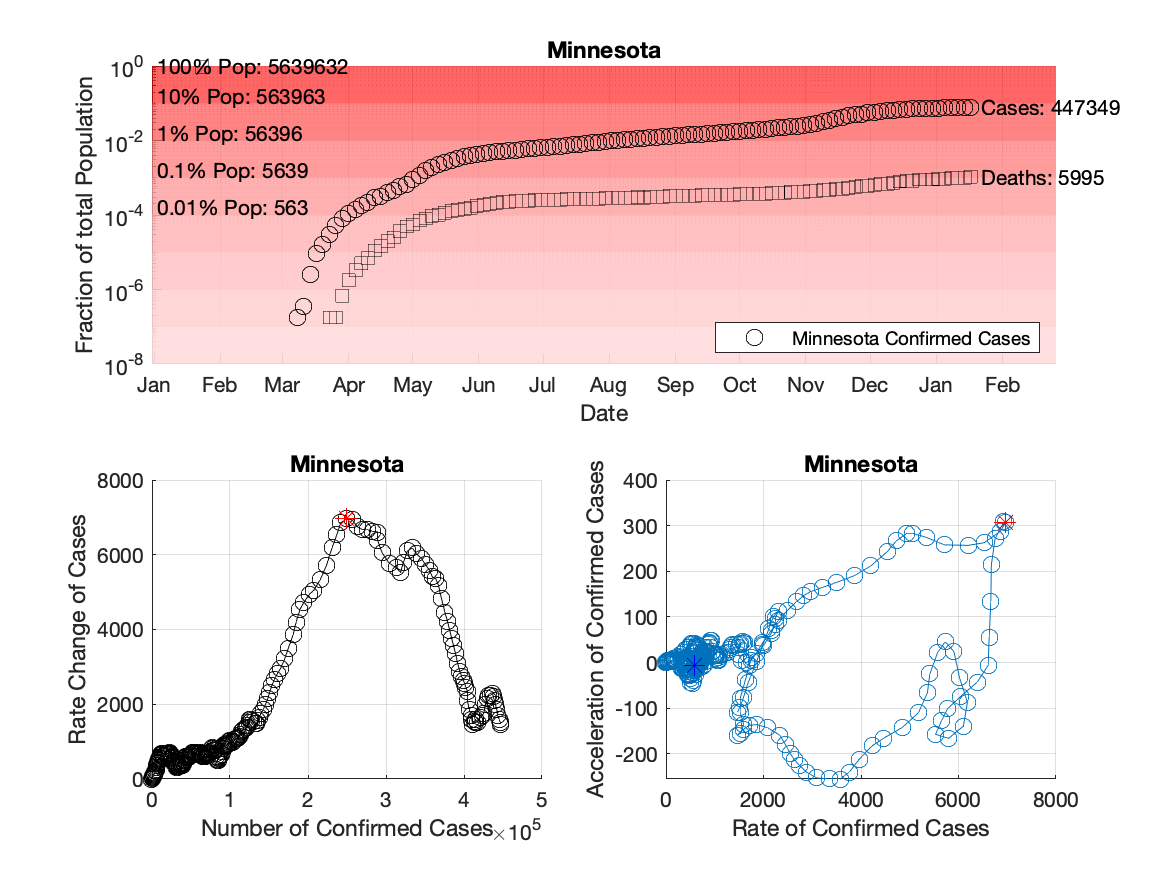 Minnesota
Fraction of total Population
10^0
10^-2
10^-4
10^-6
10^-8
100% Pop: 5639632
10% Pop: 563963
1% Pop: 56396
0.1% Pop: 5639
0.01% Pop: 563
Cases: 447349
Deaths: 5995
Minnesota Confirmed Cases
Jan Feb Mar Apr May Jun Jul Aug Sep Oct Nov Dec Jan Feb
Date
Minnesota
Rate Change of Cases
8000
6000
4000
2000
0
0 1 2 3 4 5
Number of Confirmed Cases ×10^5
Minnesota
Acceleration of Confirmed Cases
400
300
200
100
0
-100
-200
0 2000 4000 6000 8000
Rate of Confirmed Cases